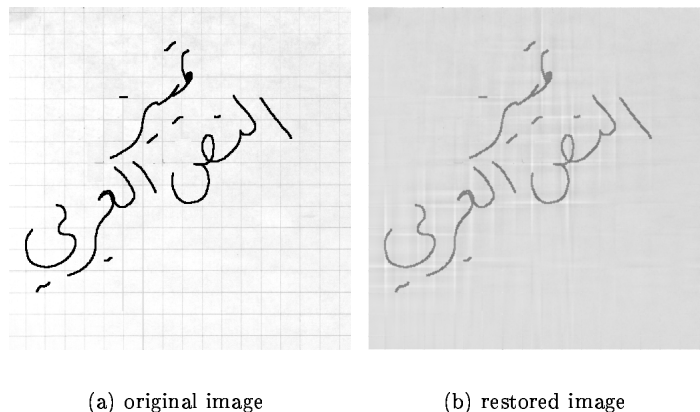 تمييز
النص العربي
تمييز
النص العربي
(a) original image
(b) restored image